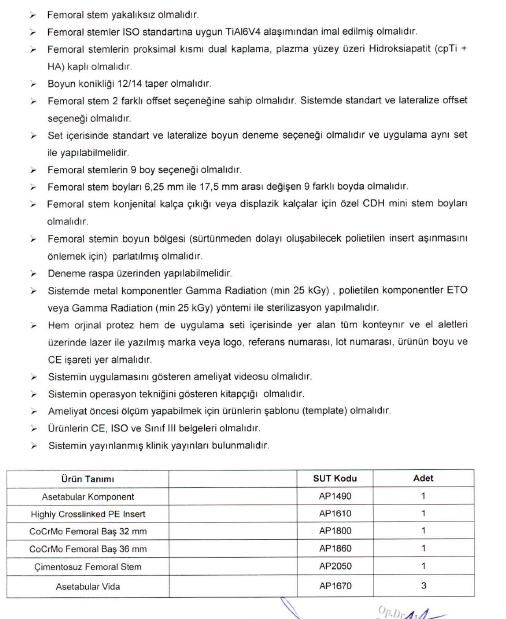 ➢ Femoral stem yakalıksız olmalıdır.
➢ Femoral stemler ISO standartına uygun TiAl6V4 alaşımından imal edilmiş olmalıdır.
➢ Femoral stemlerin proksimal kısmı dual kaplama, plazma yüzey üzeri Hidroksiapatit (cpTi +
HA) kaplı olmalıdır.
➢ Boyun konikliği 12/14 taper olmalıdır.
➢ Femoral stem 2 farklı offset seçeneğine sahip olmalıdır. Sistemde standart ve lateralize offset
seçeneği olmalıdır.
➢ Set içerisinde standart ve lateralize boyun deneme seçeneği olmalıdır ve uygulama aynı set
ile yapılabilmelidir.
➢ Femoral stemlerin 9 boy seçeneği olmalıdır.
➢ Femoral stem boyları 6,25 mm ile 17,5 mm arası değişen 9 farklı boyda olmalıdır.
➢ Femoral stem konjenital kalça çıkığı veya displazik kalçalar için özel CDH mini stem boyları
olmalıdır.
➢ Femoral stemin boyun bölgesi (sürtünmeden dolayı oluşabilecek polietilen insert aşınmasını
önlemek için) parlatılmış olmalıdır.
➢ Deneme raspa üzerinden yapılabilmelidir.
➢ Sistemde metal komponentler Gamma Radiation (min 25 kGy) , polietilen komponentler ETO
veya Gamma Radiation (min 25 kGy) yöntemi ile sterilizasyon yapılmalıdır.
➢ Hem orjinal protez hem de uygulama seti içerisinde yer alan tüm konteynır ve el aletleri
üzerinde lazer ile yazılmış marka veya logo, referans numarası, lot numarası, ürünün boyu ve
CE işareti yer almalıdır.
➢ Sistemin uygulamasını gösteren ameliyat videosu olmalıdır.
➢ Sistemin operasyon tekniğini gösteren kitapçığı olmalıdır.
➢ Ameliyat öncesi ölçüm yapabilmek için ürünlerin şablonu (template) olmalıdır.
➢ Ürünlerin CE, ISO ve Sınıf III belgeleri olmalıdır.
➢ Sistemin yayınlanmış klinik yayınları bulunmalıdır.
Ürün Tanımı SUT Kodu Adet
Asetabular Komponent AP1490 1
Highly Crosslinked PE Insert AP1610 1
CoCrMo Femoral Baş 32 mm AP1800 1
CoCrMo Femoral Baş 36 mm AP1860 1
Çimentosuz Femoral Stem AP2050 1
Asetabular Vida AP1670 3
Op.Dr.